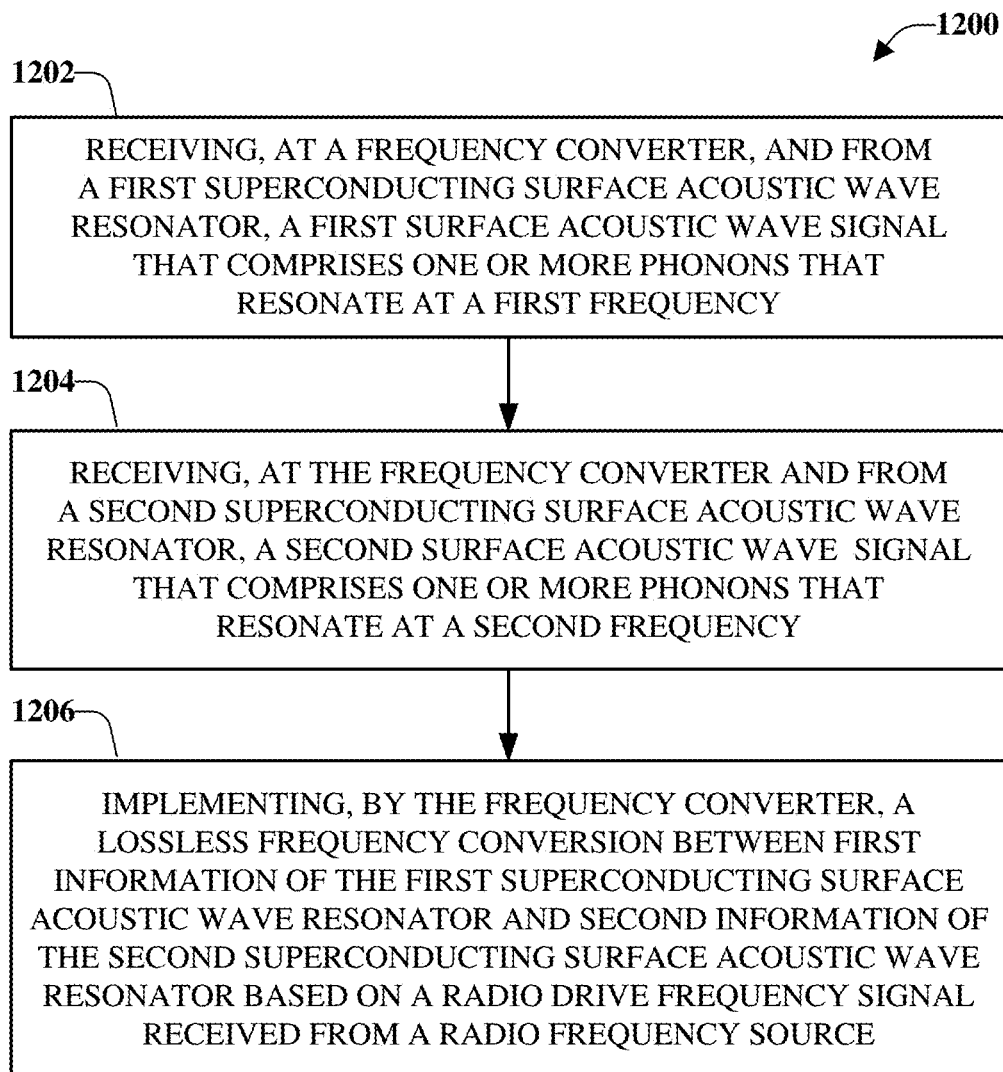 1200
1202
RECEIVING, AT A FREQUENCY CONVERTER, AND FROM
A FIRST SUPERCONDUCTING SURFACE ACOUSTIC WAVE
RESONATOR, A FIRST SURFACE ACOUSTIC WAVE SIGNAL
THAT COMPRISES ONE OR MORE PHONONS THAT
RESONATE AT A FIRST FREQUENCY
1204
RECEIVING, AT THE FREQUENCY CONVERTER AND FROM
A SECOND SUPERCONDUCTING SURFACE ACOUSTIC WAVE
RESONATOR, A SECOND SURFACE ACOUSTIC WAVE SIGNAL
THAT COMPRISES ONE OR MORE PHONONS THAT
RESONATE AT A SECOND FREQUENCY
1206
IMPLEMENTING, BY THE FREQUENCY CONVERTER, A
LOSSLESS FREQUENCY CONVERSION BETWEEN FIRST
INFORMATION OF THE FIRST SUPERCONDUCTING SURFACE
ACOUSTIC WAVE RESONATOR AND SECOND INFORMATION OF
THE SECOND SUPERCONDUCTING SURFACE ACOUSTIC WAVE
RESONATOR BASED ON A RADIO DRIVE FREQUENCY SIGNAL
RECEIVED FROM A RADIO FREQUENCY SOURCE